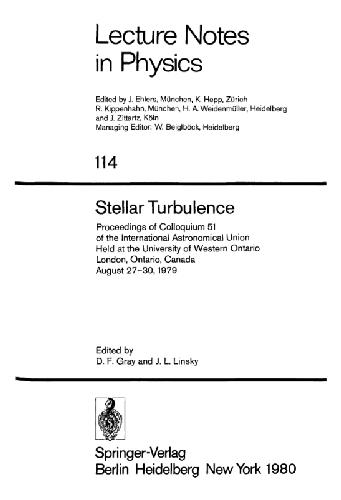 Lecture Notes
in Physics
Edited by J. Ehlers, München, K. Hepp, Zürich
R. Kippenhahn, München, H. A. Weidenmüller, Heidelberg
and J. Zittartz, Köln
Managing Editor: W. Beiglböck, Heidelberg
114
Stellar Turbulence
Proceedings of Colloquium 51
of the International Astronomical Union
Held at the University of Western Ontario
London, Ontario, Canada
August 27–30, 1979
Edited by
D. F. Gray and J. L. Linsky
Springer-Verlag
Berlin Heidelberg New York 1980